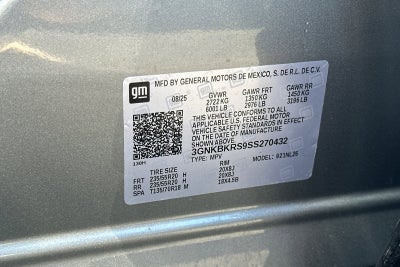 gm
MFD BY GENERAL MOTORS DE MEXICO, S. DE R.L. DE C.V.
08/25 GVWR GAWR FRT GAWR RR
2722 KG 1350 KG 1450 KG
6001 LB 2976 LB 3196 LB
THIS VEHICLE CONFORMS TO ALL
APPLICABLE U.S. FEDERAL MOTOR
VEHICLE SAFETY STANDARDS IN EFFECT
ON THE DATE OF MANUFACTURE
SHOWN ABOVE.
3GNKBKRS9SS270432
TYPE: MPV MODEL: 923NL26
TIRE SIZE RIM
FRT 235/55R20 H 20X8J
RR 235/55R20 H 20X8J
SPA T135/70R18 M 18X4.5B